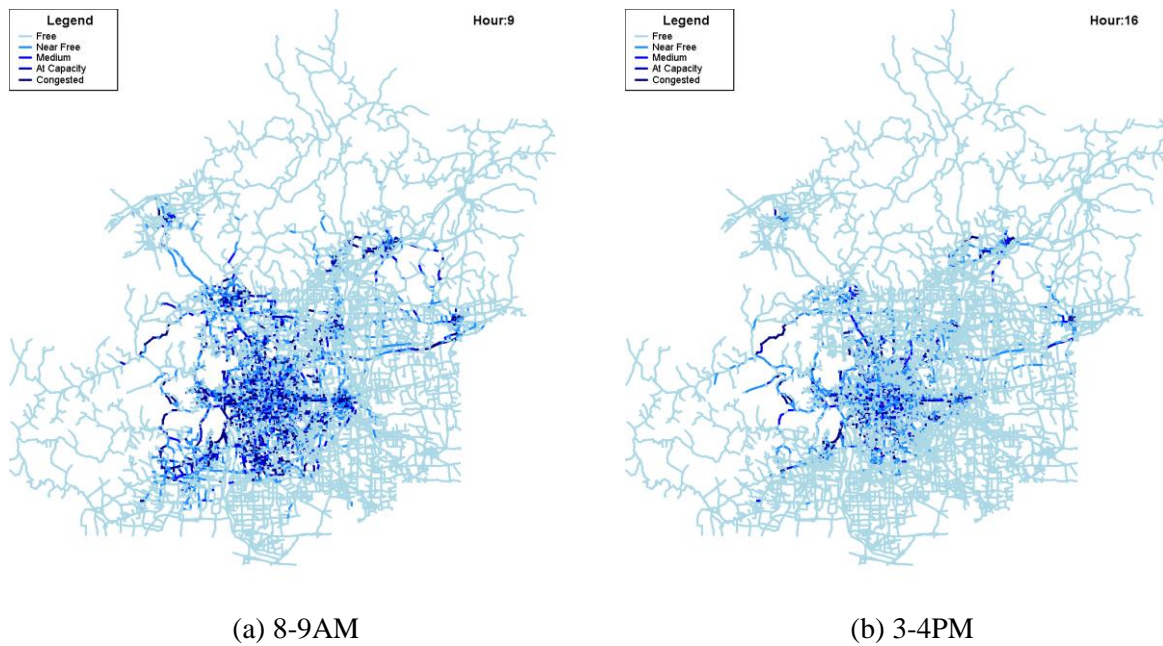 Legend
Free
Near Free
Medium
At Capacity
Congested
Hour:9
Legend
Free
Near Free
Medium
At Capacity
Congested
Hour:16
(a) 8-9AM
(b) 3-4PM